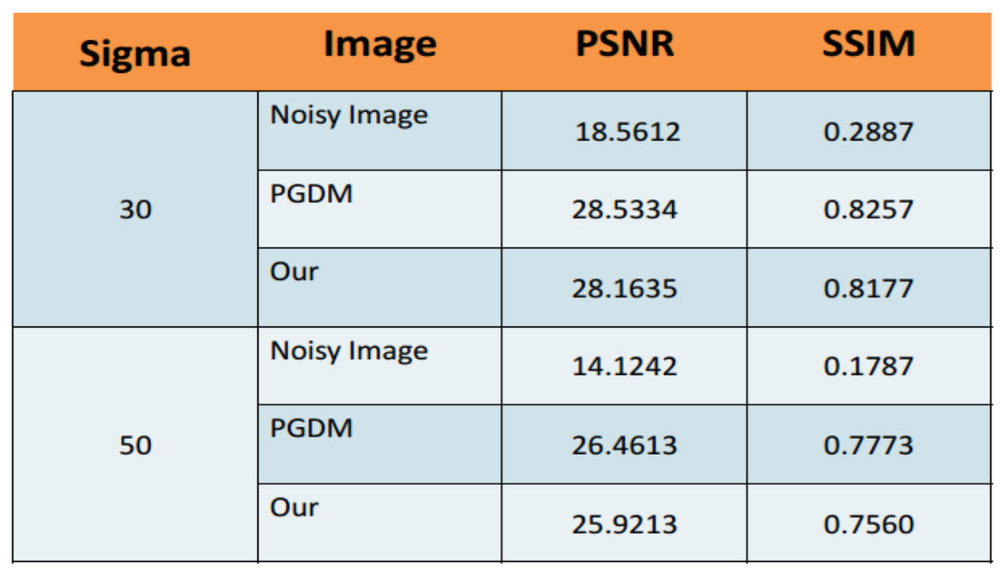 Sigma Image PSNR SSIM
30 Noisy Image 18.5612 0.2887
PGDM 28.5334 0.8257
Our 28.1635 0.8177
50 Noisy Image 14.1242 0.1787
PGDM 26.4613 0.7773
Our 25.9213 0.7560